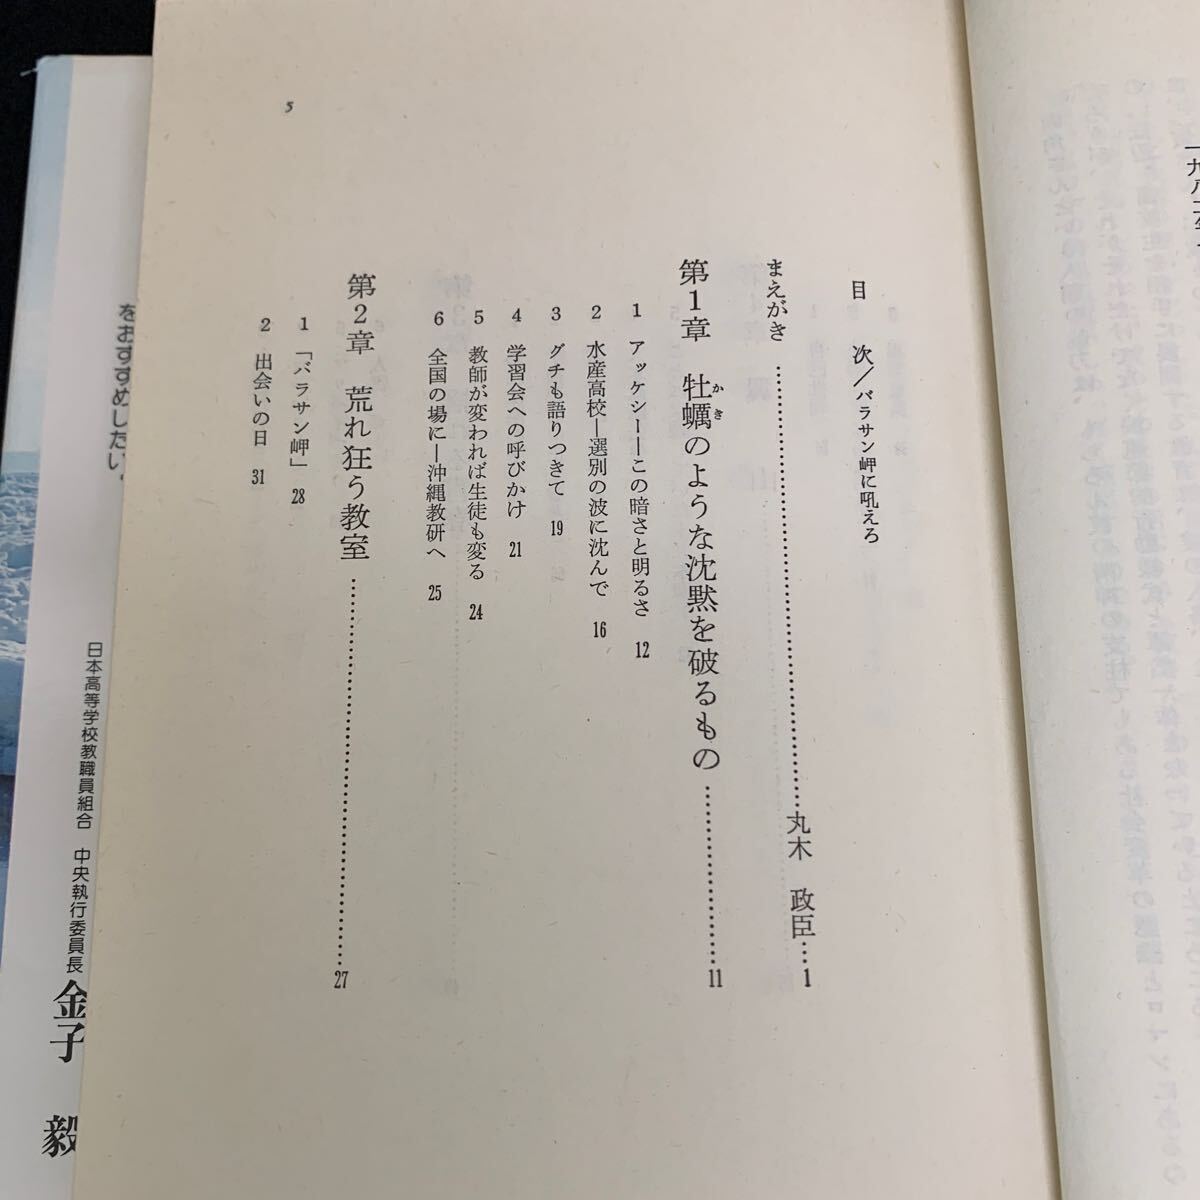 一九八二年
5
目　次／バラサン岬に吼えろ
まえがき……丸木　政臣…1
第1章　牡蠣のような沈黙を破るもの……11
かき
1　アッケシ―この暗さと明るさ　12
2　水産高校―選別の波に沈んで　16
3　グチも語りつきて　19
4　学習会への呼びかけ　21
5　教師が変われば生徒も変る　24
6　全国の場に―沖縄教研へ　25
第2章　荒れ狂う教室……27
1　「バラサン岬」　28
2　出会いの日　31
をおすすめしたい。
日本高等学校教職員組合　中央執行委員長　金子　毅